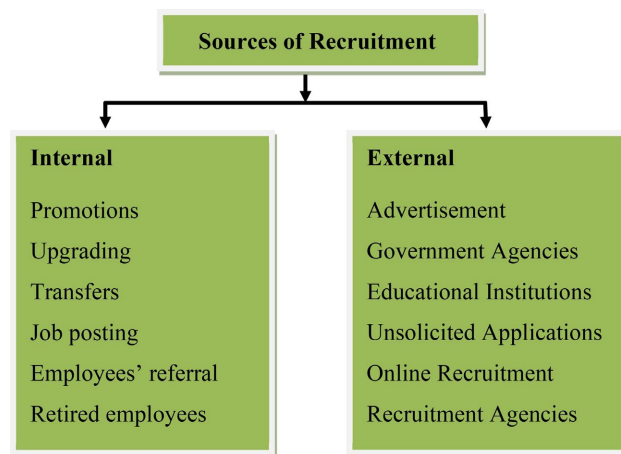 Sources of Recruitment
Internal
Promotions
Upgrading
Transfers
Job posting
Employees’ referral
Retired employees
External
Advertisement
Government Agencies
Educational Institutions
Unsolicited Applications
Online Recruitment
Recruitment Agencies